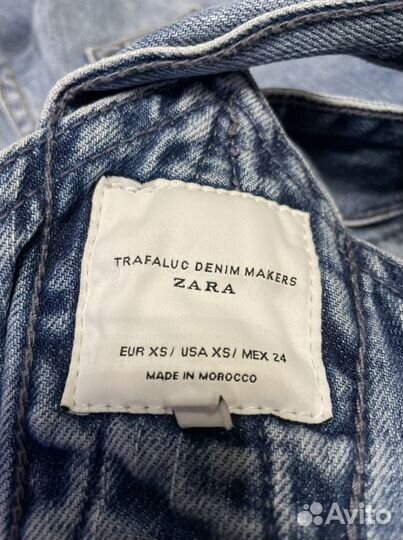 TRAFALUC DENIM MAKERS
ZARA
EUR XS / USA XS / MEX 24
MADE IN MOROCCO
Avito